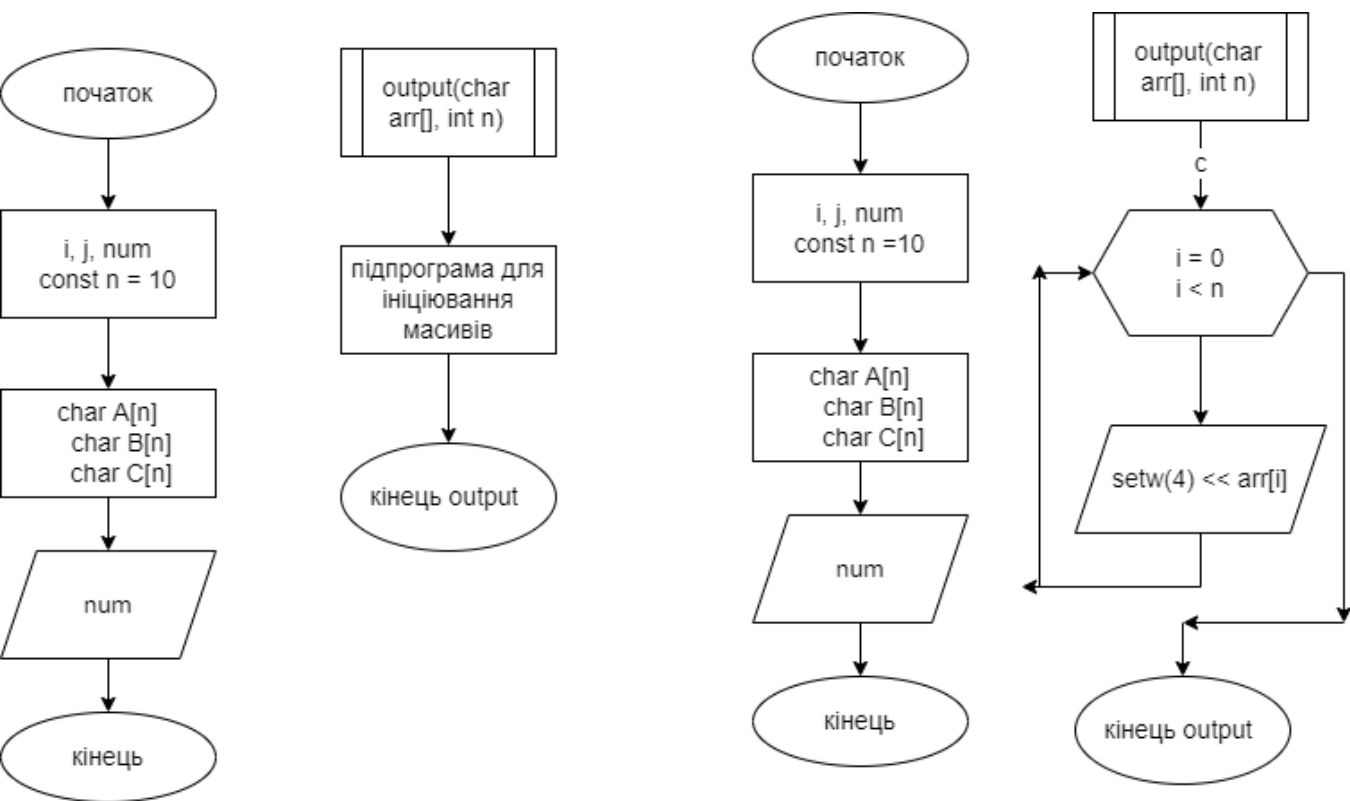 початок
i, j, num
const n = 10
char A[n]
char B[n]
char C[n]
num
кінець
output(char
arr[], int n)
підпрограма для
ініціювання
масивів
кінець output
початок
i, j, num
const n =10
char A[n]
char B[n]
char C[n]
num
кінець
output(char
arr[], int n)
с
i = 0
i < n
setw(4) << arr[i]
кінець output